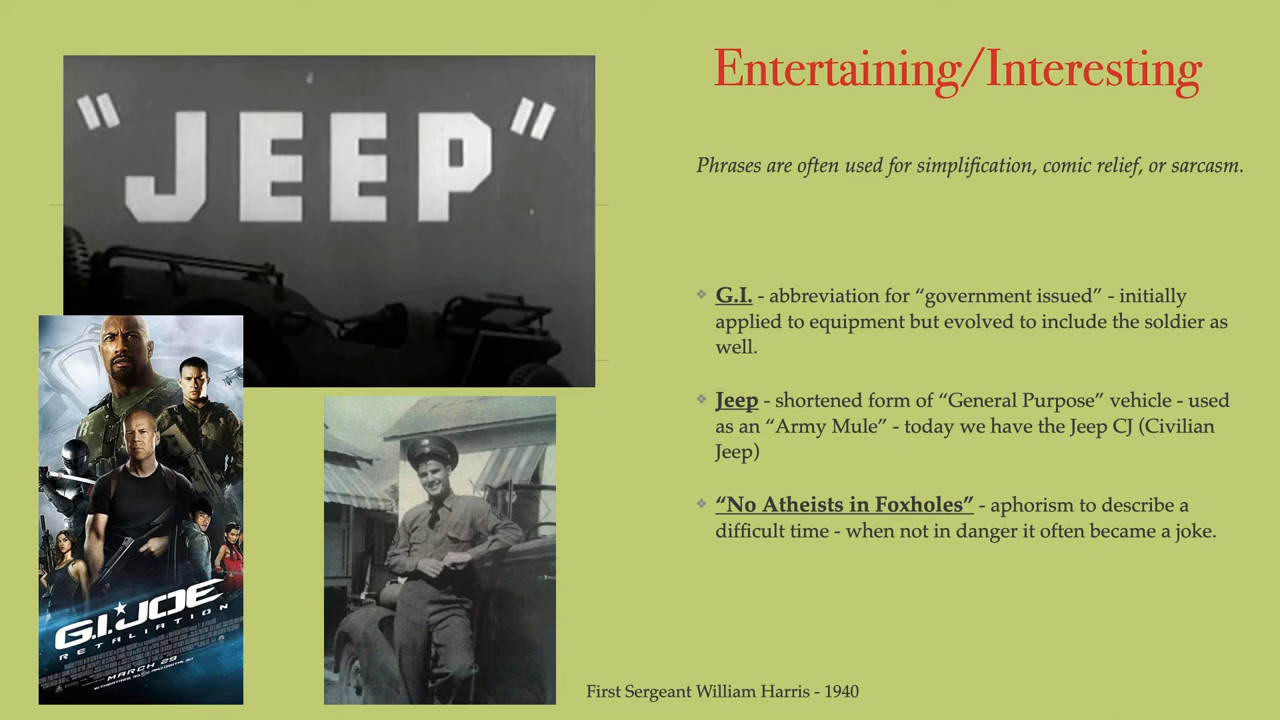 "JEEP"
Entertaining/Interesting
Phrases are often used for simplification, comic relief, or sarcasm.
G.I. - abbreviation for “government issued” - initially
applied to equipment but evolved to include the soldier as
well.
Jeep - shortened form of “General Purpose” vehicle - used
as an “Army Mule” - today we have the Jeep CJ (Civilian
Jeep)
“No Atheists in Foxholes” - aphorism to describe a
difficult time - when not in danger it often became a joke.
G.I. JOE
RETALIATION
MARCH 29
First Sergeant William Harris - 1940